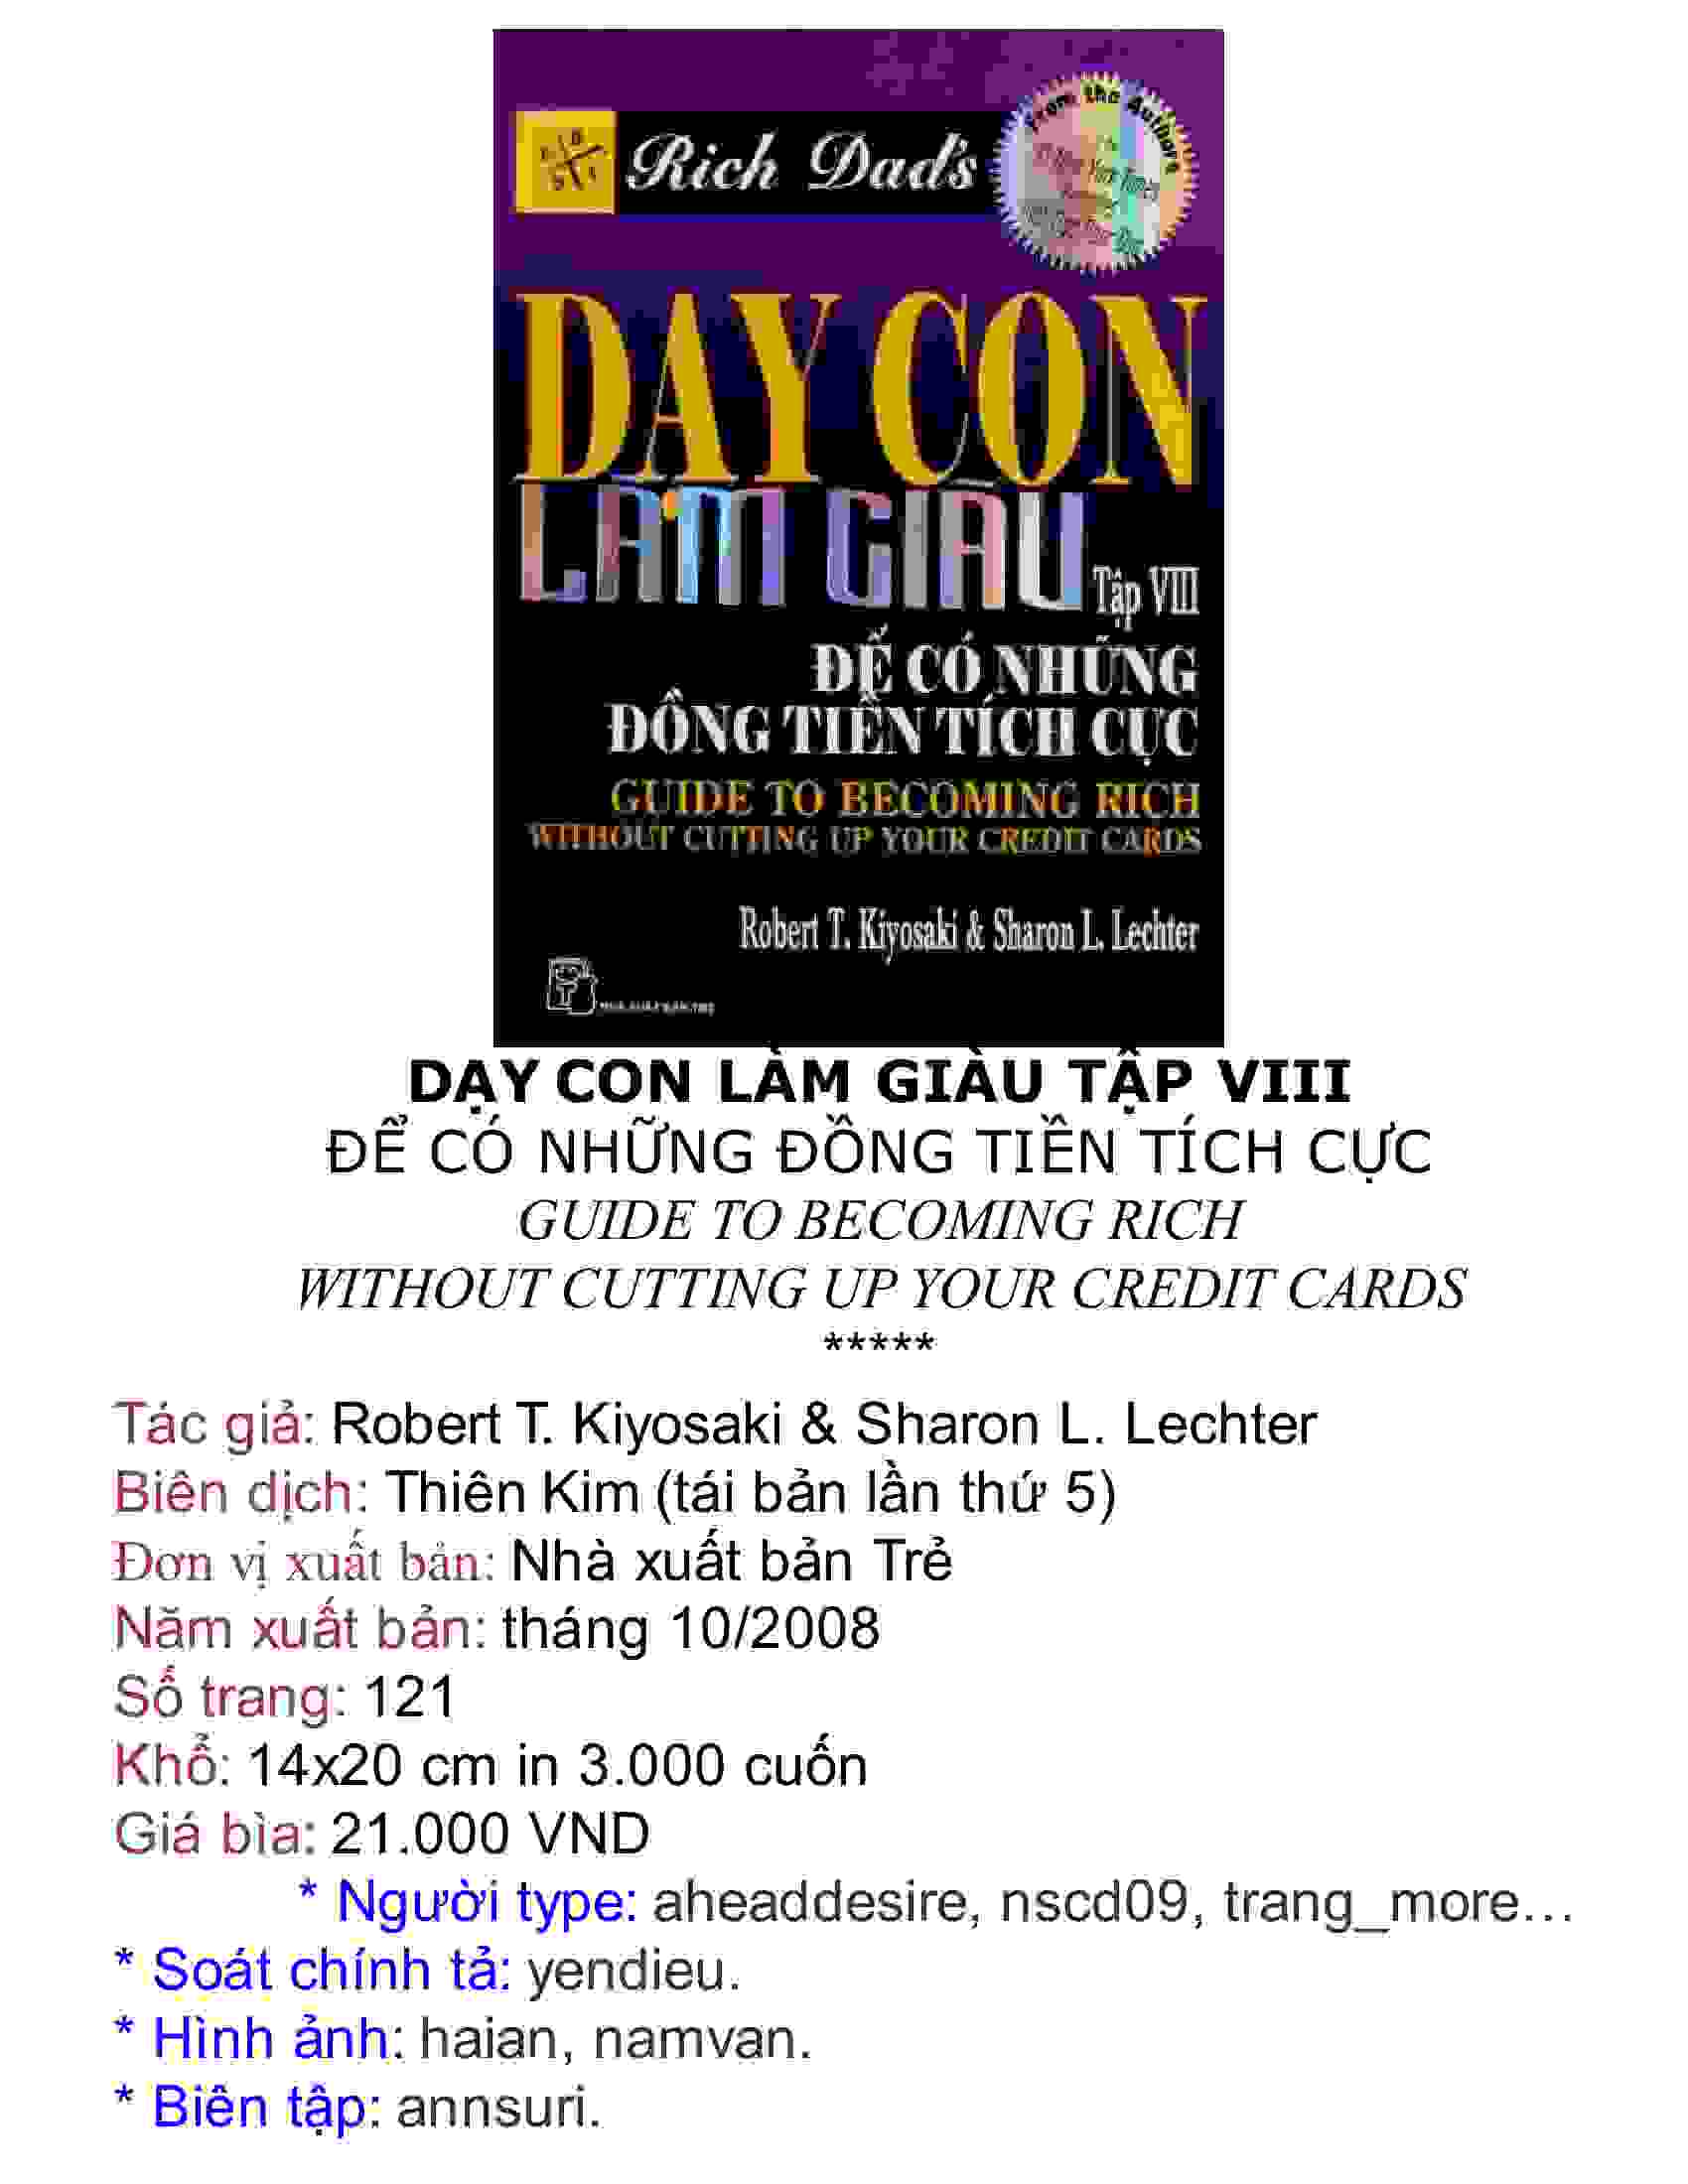 Rich Dad's
From the Authors
DẠY CON
LÀM GIÀU
Tập VIII
ĐỂ CÓ NHỮNG
ĐỒNG TIỀN TÍCH CỰC
GUIDE TO BECOMING RICH
WITHOUT CUTTING UP YOUR CREDIT CARDS
Robert T. Kiyosaki & Sharon L. Lechter
NHÀ XUẤT BẢN TRẺ
DẠY CON LÀM GIÀU TẬP VIII
ĐỂ CÓ NHỮNG ĐỒNG TIỀN TÍCH CỰC
GUIDE TO BECOMING RICH
WITHOUT CUTTING UP YOUR CREDIT CARDS
*****
Tác giả: Robert T. Kiyosaki & Sharon L. Lechter
Biên dịch: Thiên Kim (tái bản lần thứ 5)
Đơn vị xuất bản: Nhà xuất bản Trẻ
Năm xuất bản: tháng 10/2008
Số trang: 121
Khổ: 14x20 cm in 3.000 cuốn
Giá bìa: 21.000 VND
* Người type: aheaddesire, nscd09, trang_more…
* Soát chính tả: yendieu.
* Hình ảnh: haian, namvan.
* Biên tập: annsuri.